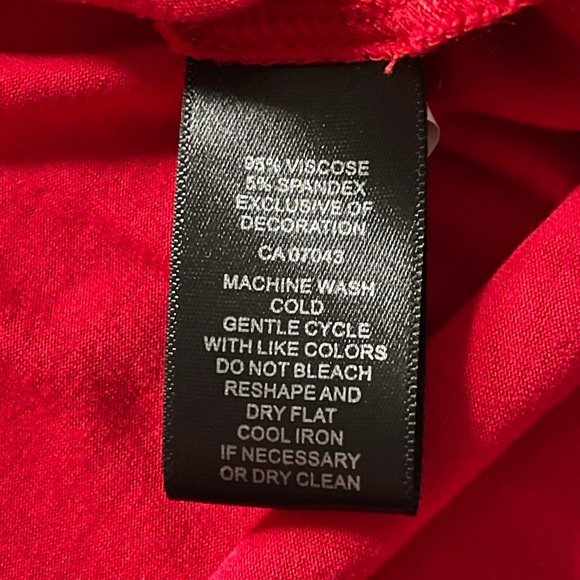 95% VISCOSE
5% SPANDEX
EXCLUSIVE OF
DECORATION
CA 07043
MACHINE WASH
COLD
GENTLE CYCLE
WITH LIKE COLORS
DO NOT BLEACH
RESHAPE AND
DRY FLAT
COOL IRON
IF NECESSARY
OR DRY CLEAN